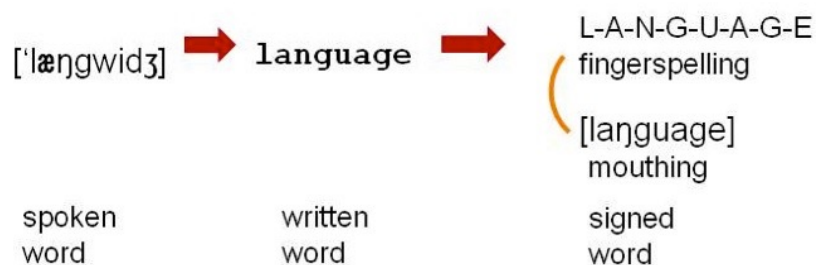 ['læŋgwidʒ]
language
L-A-N-G-U-A-G-E
fingerspelling
[laŋguage]
mouthing
spoken
word
written
word
signed
word